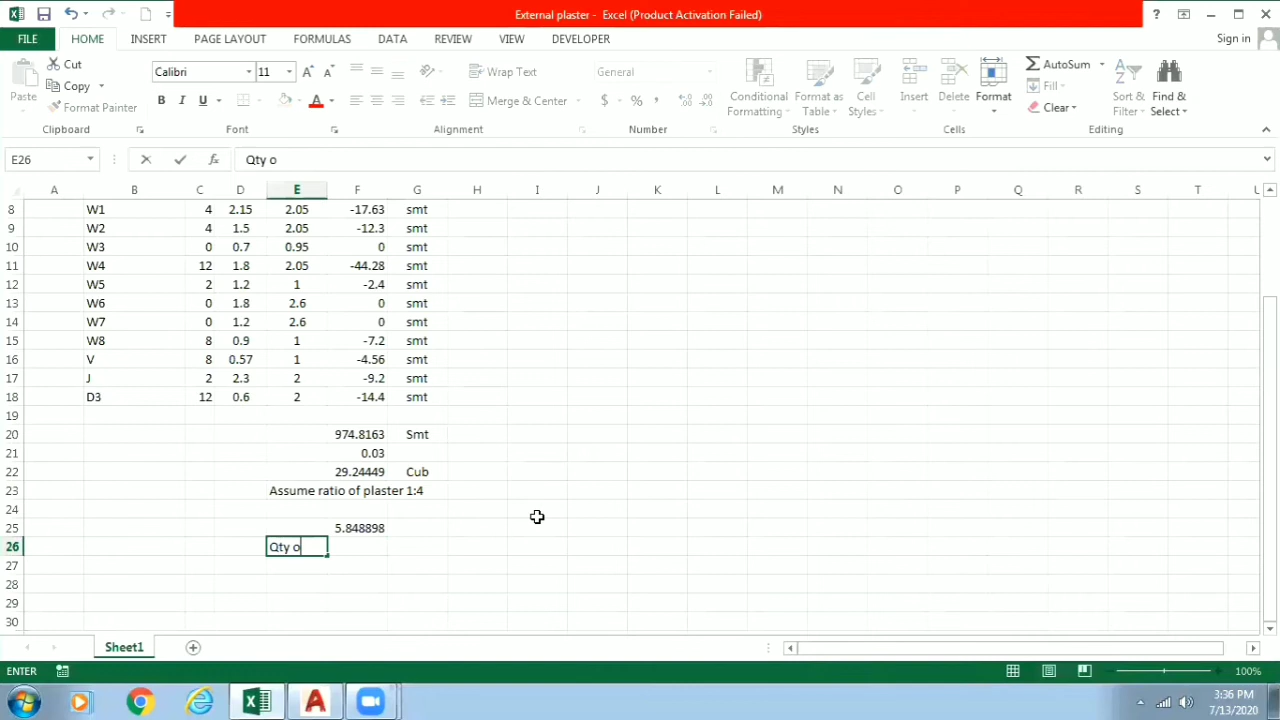 External plaster - Excel (Product Activation Failed)
FILE HOME INSERT PAGE LAYOUT FORMULAS DATA REVIEW VIEW DEVELOPER Sign in
Paste Cut Copy Format Painter
Calibri 11 B I U A
Wrap Text Merge & Center
General $ % ,
Conditional Formatting Format as Table Cell Styles
Insert Delete Format
AutoSum Fill Clear Sort & Filter Find & Select
Clipboard Font Alignment Number Styles Cells Editing
E26 fx Qty o
A B C D E F G H I J K L M N O P Q R S T U
8 W1 4 2.15 2.05 -17.63 smt
9 W2 4 1.5 2.05 -12.3 smt
10 W3 0 0.7 0.95 0 smt
11 W4 12 1.8 2.05 -44.28 smt
12 W5 2 1.2 1 -2.4 smt
13 W6 0 1.8 2.6 0 smt
14 W7 0 1.2 2.6 0 smt
15 W8 8 0.9 1 -7.2 smt
16 V 8 0.57 1 -4.56 smt
17 J 2 2.3 2 -9.2 smt
18 D3 12 0.6 2 -14.4 smt
19
20 974.8163 Smt
21 0.03
22 29.24449 Cub
23 Assume ratio of plaster 1:4
24
25 5.848898
26 Qty o
27
28
29
30
Sheet1
ENTER 100%
3:36 PM
7/13/2020